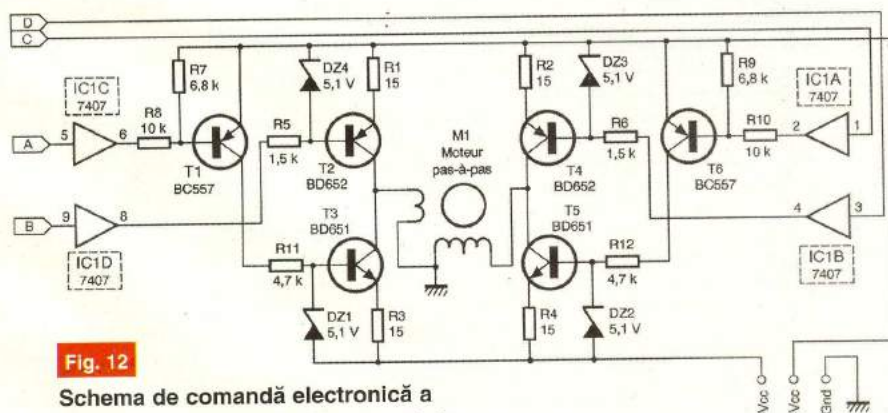 D
C
R7
6,8 k
DZ4
5,1 V
R1
15
R2
15
DZ3
5,1 V
R9
6,8 k
IC1C
7407
IC1A
7407
R8
10 k
R5
1,5 k
M1
Moteur
pas-à-pas
R6
1,5 k
R10
10 k
A
5
6
2
1
T1
BC557
T2
BD652
T4
BD652
T6
BC557
B
9
8
4
3
T3
BD651
T5
BD651
IC1D
7407
R11
4,7 k
R12
4,7 k
IC1B
7407
DZ1
5,1 V
R3
15
R4
15
DZ2
5,1 V
Fig. 12
Schema de comandă electronică a
Vcc
Vcc
Gnd